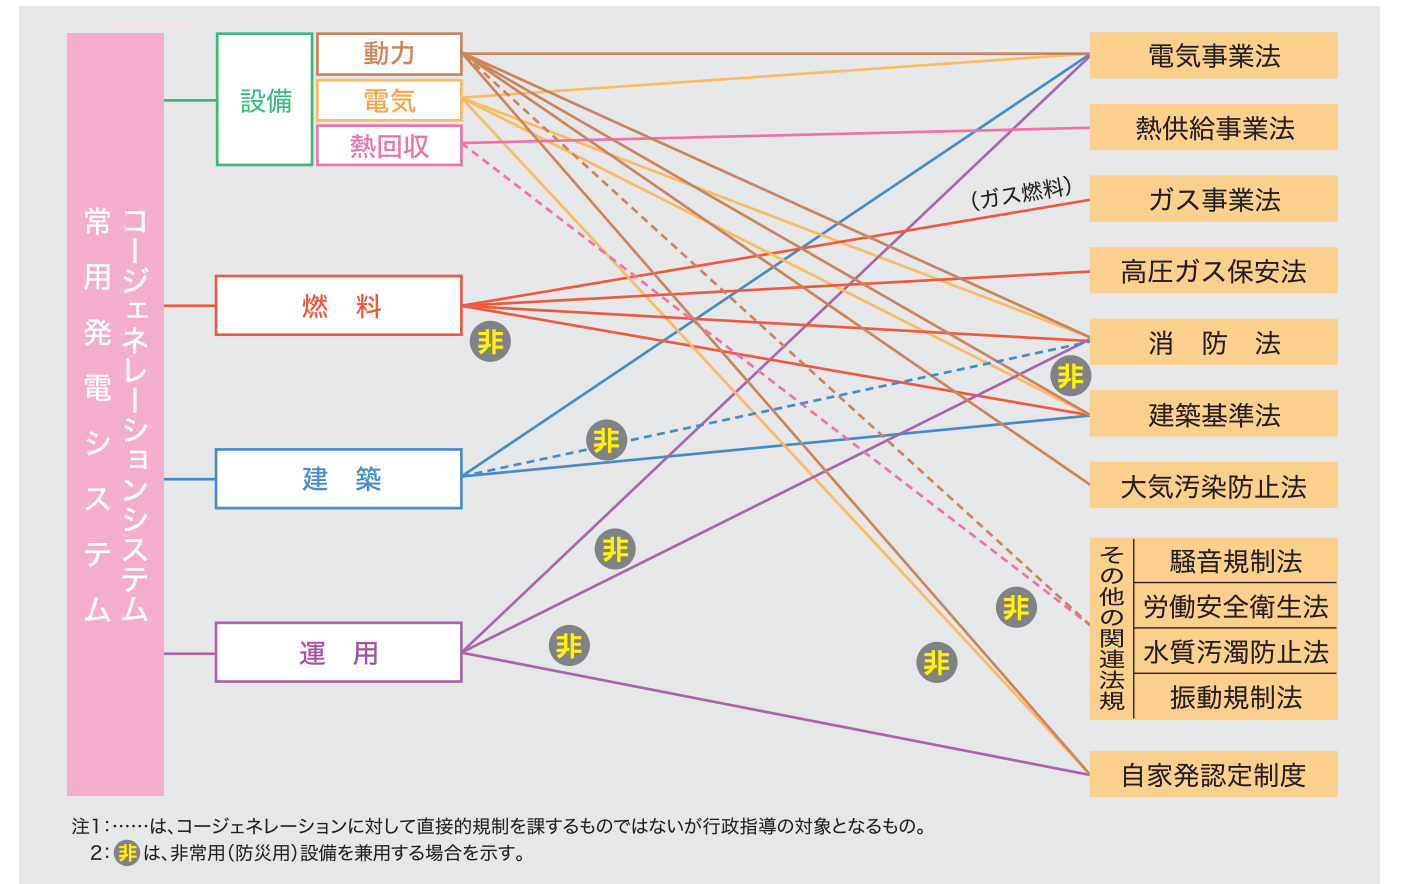 コージェネレーションシステム
常用発電システム
設備
動力
電気
熱回収
燃　料
建　築
運　用
非
非
非
非
非
非
非
（ガス燃料）
電気事業法
熱供給事業法
ガス事業法
高圧ガス保安法
消　防　法
建築基準法
大気汚染防止法
その他の関連法規
騒音規制法
労働安全衛生法
水質汚濁防止法
振動規制法
自家発認定制度
注1：……は、コージェネレーションに対して直接的規制を課するものではないが行政指導の対象となるもの。
2：非は、非常用（防災用）設備を兼用する場合を示す。